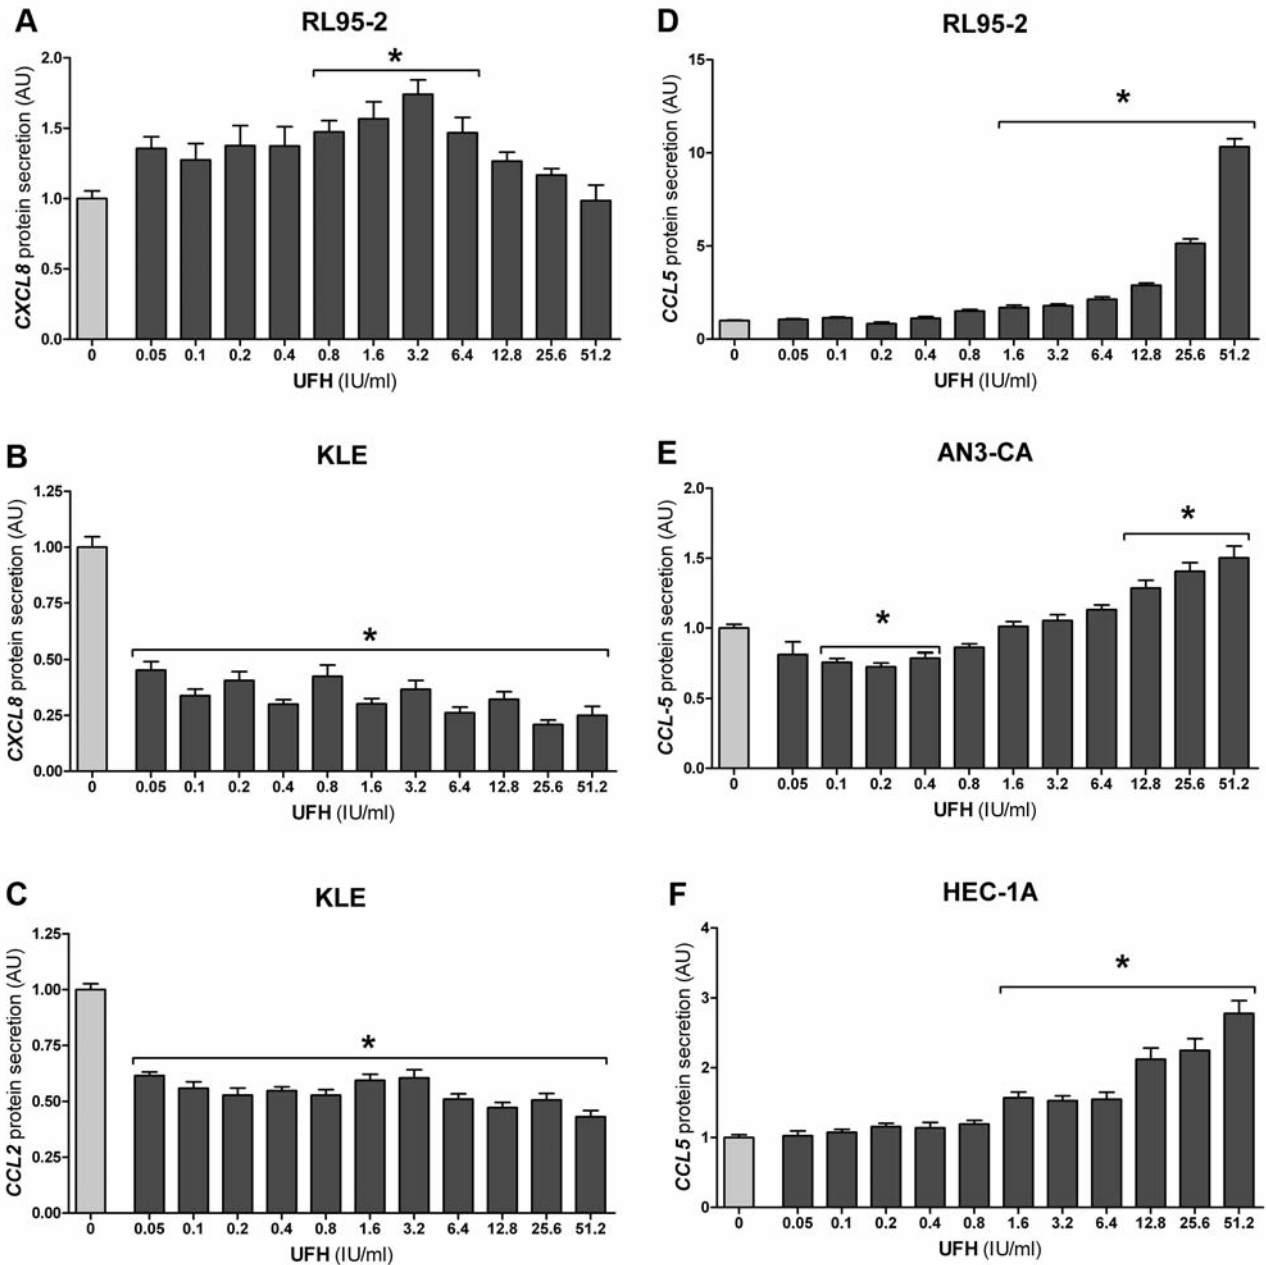 A
RL95-2
CXCL8 protein secretion (AU)
2.0
*
1.5
1.0
0.5
0.0
0 0.05 0.1 0.2 0.4 0.8 1.6 3.2 6.4 12.8 25.6 51.2
UFH (IU/ml)
B
KLE
CXCL8 protein secretion (AU)
1.25
1.00
0.75
*
0.50
0.25
0.00
0 0.05 0.1 0.2 0.4 0.8 1.6 3.2 6.4 12.8 25.6 51.2
UFH (IU/ml)
C
KLE
CCL2 protein secretion (AU)
1.25
1.00
0.75
*
0.50
0.25
0.00
0 0.05 0.1 0.2 0.4 0.8 1.6 3.2 6.4 12.8 25.6 51.2
UFH (IU/ml)
D
RL95-2
CCL5 protein secretion (AU)
15
*
10
5
0
0 0.05 0.1 0.2 0.4 0.8 1.6 3.2 6.4 12.8 25.6 51.2
UFH (IU/ml)
E
AN3-CA
CCL-5 protein secretion (AU)
2.0
*
1.5
*
1.0
0.5
0.0
0 0.05 0.1 0.2 0.4 0.8 1.6 3.2 6.4 12.8 25.6 51.2
UFH (IU/ml)
F
HEC-1A
CCL5 protein secretion (AU)
4
*
3
2
1
0
0 0.05 0.1 0.2 0.4 0.8 1.6 3.2 6.4 12.8 25.6 51.2
UFH (IU/ml)